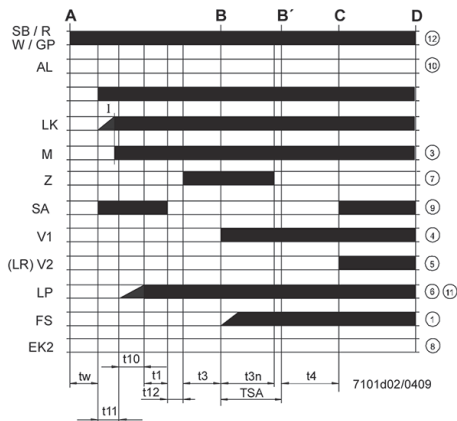 A B B´ C D
SB / R
W / GP 12
AL 10
I
LK
M 3
Z 7
SA 9
V1 4
(LR) V2 5
LP 6 11
FS 1
EK2 8
t10
tw t1 t3 t3n t4 7101d02/0409
t12 TSA
t11